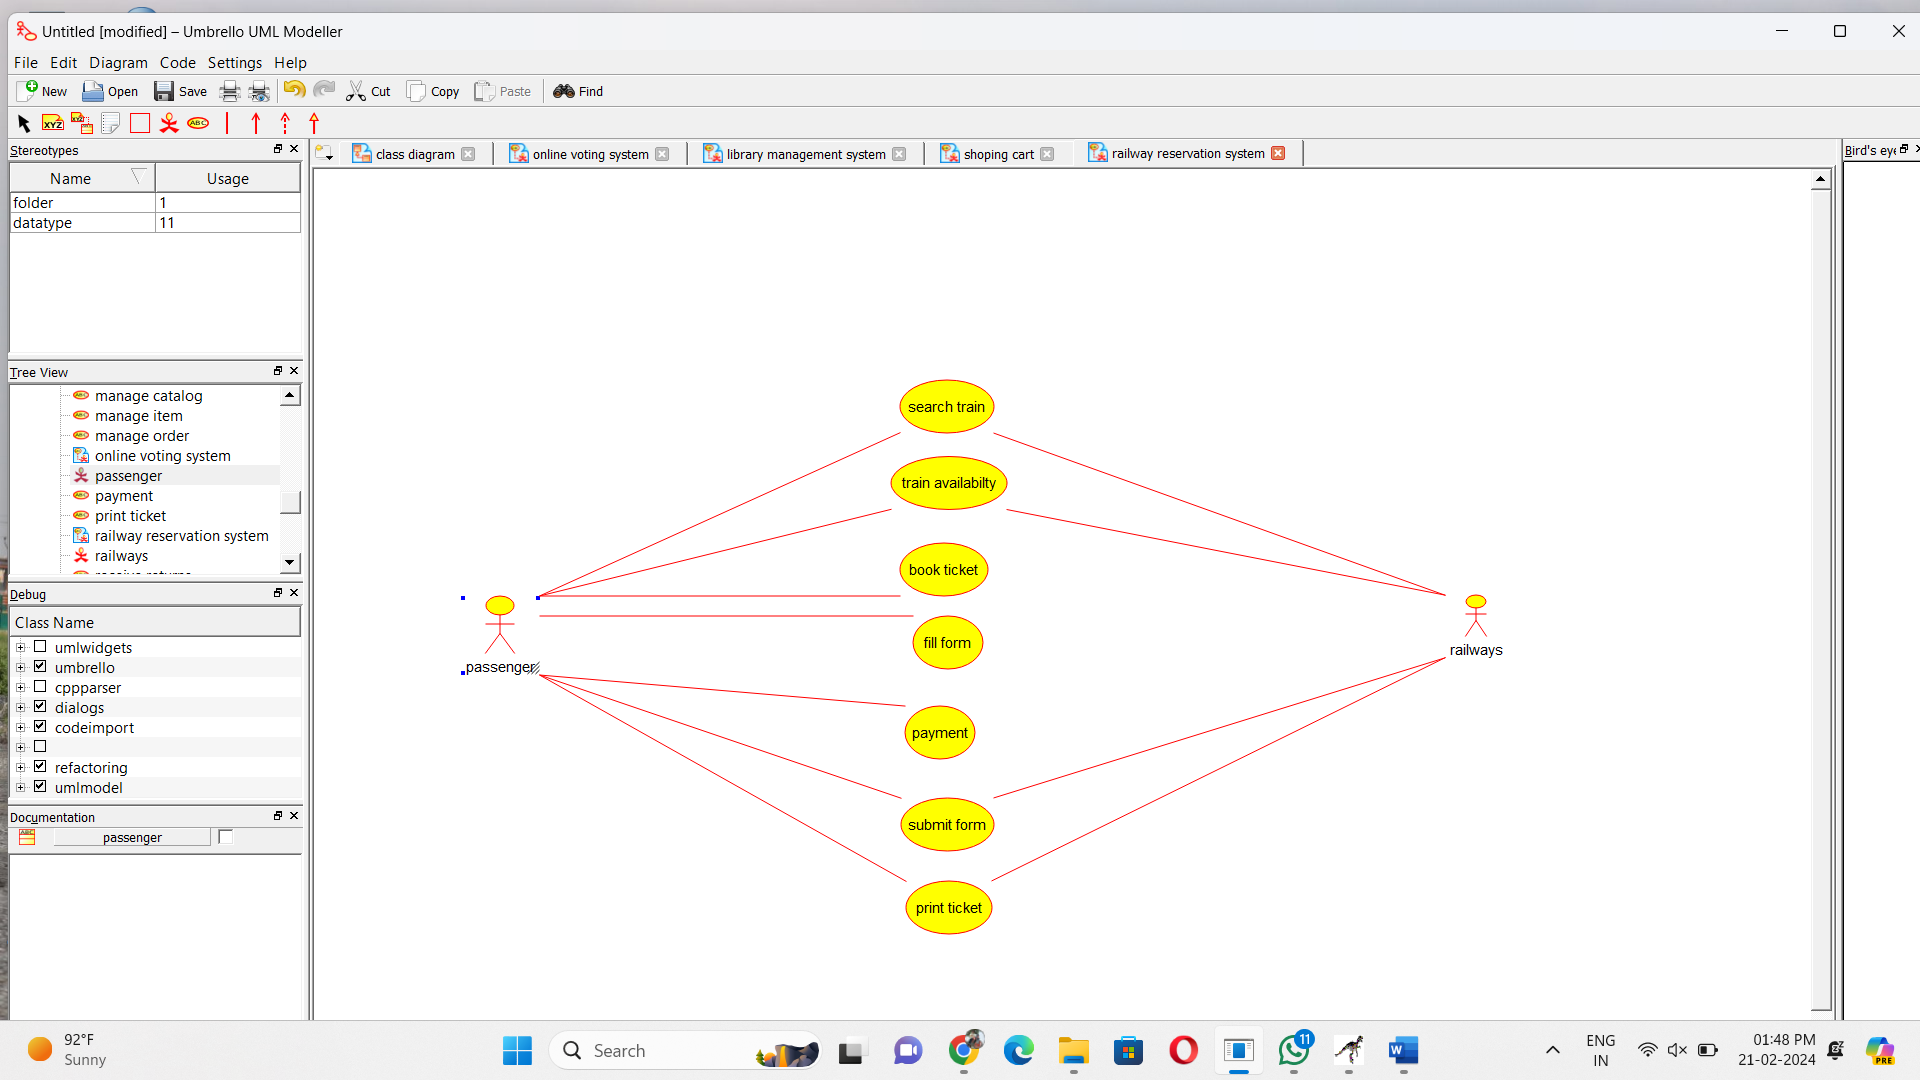 Untitled [modified] – Umbrello UML Modeller
File Edit Diagram Code Settings Help
New Open Save Cut Copy Paste Find
XYZ XYZ ABC
Stereotypes
Name Usage
folder 1
datatype 11
Tree View
manage catalog
manage item
manage order
online voting system
passenger
payment
print ticket
railway reservation system
railways
Debug
Class Name
umlwidgets
umbrello
cppparser
dialogs
codeimport
refactoring
umlmodel
Documentation
passenger
class diagram online voting system library management system shoping cart railway reservation system
Bird's eye
search train
train availabilty
book ticket
fill form
payment
submit form
print ticket
passenger
railways
92°F
Sunny
Search
11
W
ENG
IN
01:48 PM
21-02-2024
PRE